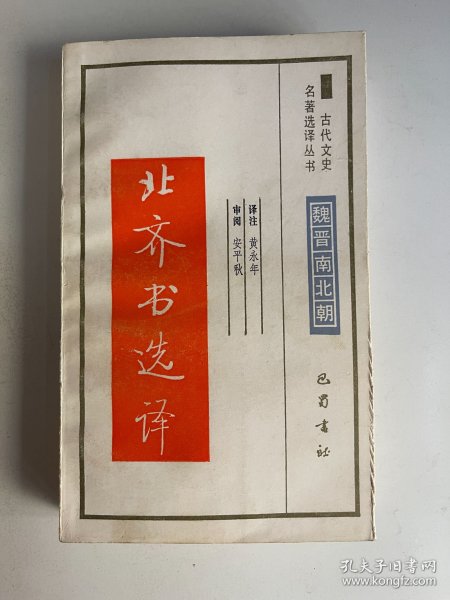 古代文史
名著选译丛书
魏晋南北朝
巴蜀书社
译注 黄永年
审阅 安平秋
北齐书选译
孔夫子旧书网
www.kongfz.com